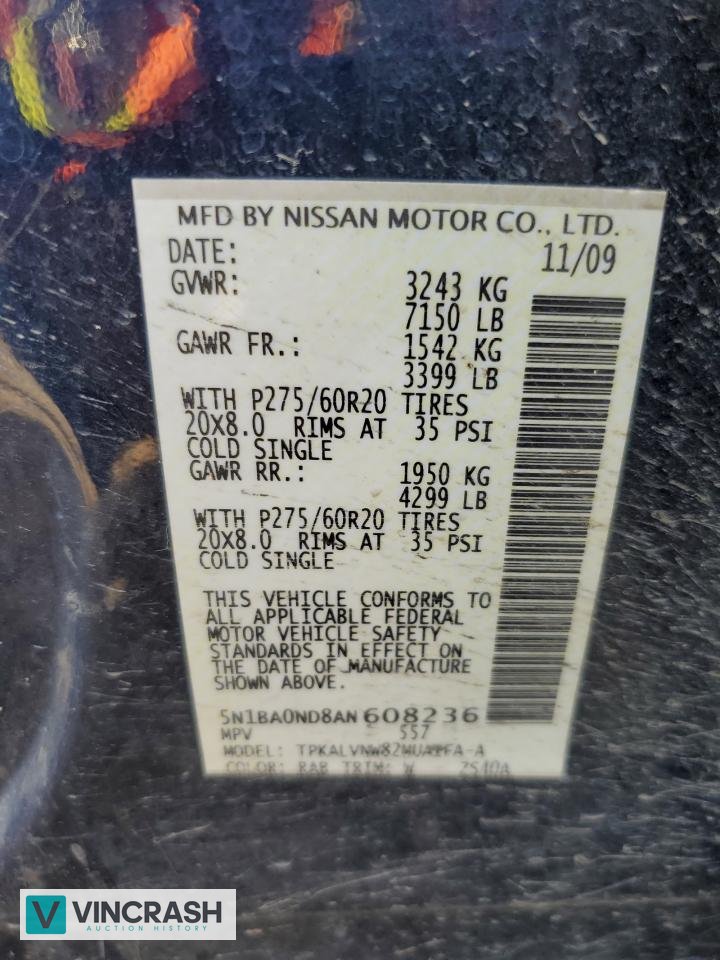 MFD BY NISSAN MOTOR CO., LTD.
DATE: 11/09
GVWR: 3243 KG
7150 LB
GAWR FR.: 1542 KG
3399 LB
WITH P275/60R20 TIRES
20X8.0 RIMS AT 35 PSI
COLD SINGLE
GAWR RR.: 1950 KG
4299 LB
WITH P275/60R20 TIRES
20X8.0 RIMS AT 35 PSI
COLD SINGLE
THIS VEHICLE CONFORMS TO
ALL APPLICABLE FEDERAL
MOTOR VEHICLE SAFETY
STANDARDS IN EFFECT ON
THE DATE OF MANUFACTURE
SHOWN ABOVE.
5N1BA0ND8AN608236
MPV 557
MODEL:
COLOR: RAB TRIM: W
V VINCRASH
AUCTION HISTORY